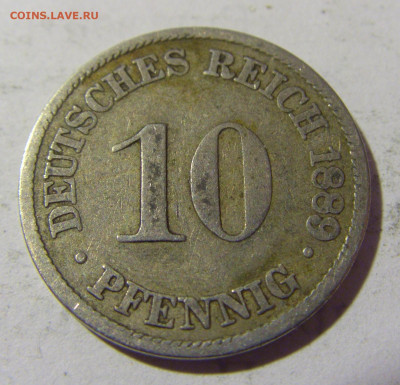 COINS.LAVE.RU
DEUTSCHES REICH 1889
10
• PFENNIG •